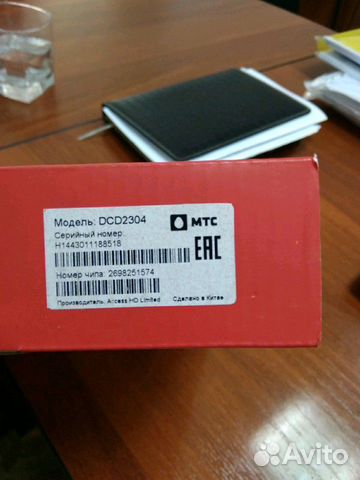 Модель: DCD2304
МТС
Серийный номер:
H1443011188518
EAC
Номер чипа: 2698251574
Производитель: Access HD Limited Сделано в Китае
Avito